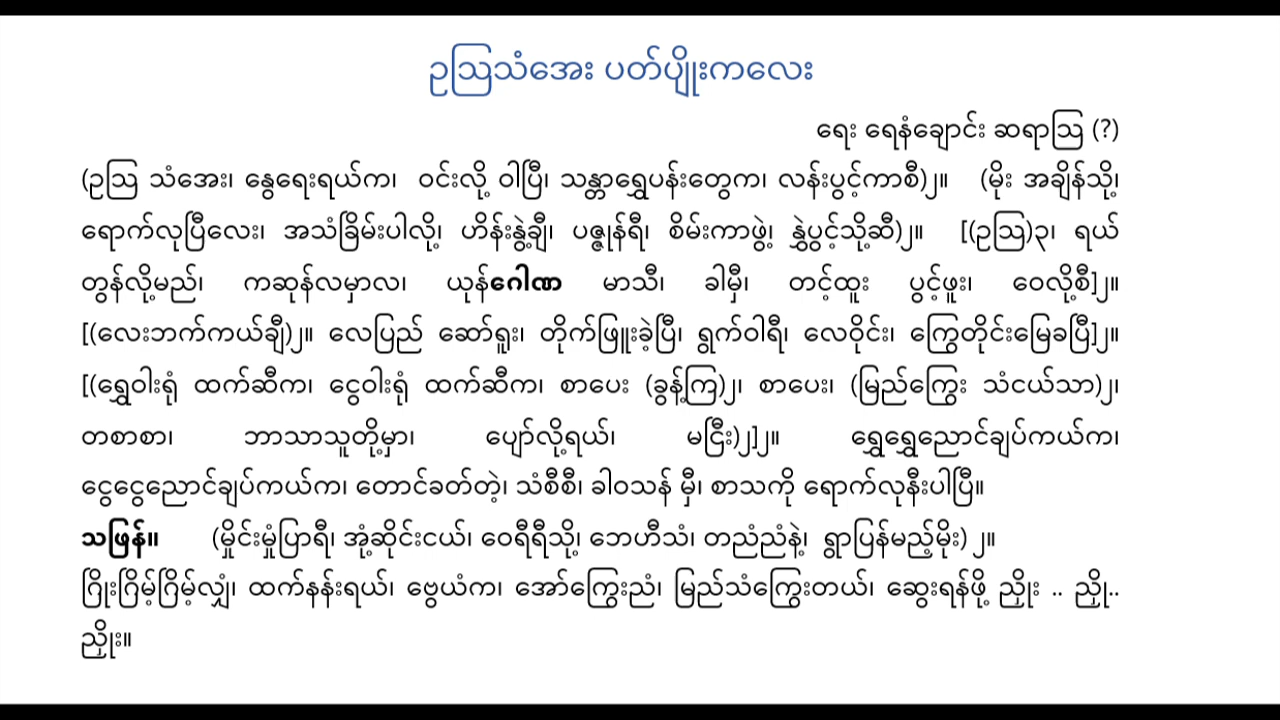 ဥဩသံအေး ပတ်ပျိုးကလေး
ရေး ရေနံချောင်း ဆရာဩ (?)
(ဥဩ သံအေး၊ နွေရေးရယ်က၊ ဝင်းလို့ ဝါပြီ၊ သန္တာရွှေပန်းတွေက၊ လန်းပွင့်ကာစီ)၂။ (မိုး အချိန်သို့၊
ရောက်လုပြီလေး၊ အသံခြိမ်းပါလို့၊ ဟိန်းနွဲ့ချီ၊ ပဇ္ဇုန်ရီ၊ စိမ်းကာဖွဲ့၊ နွှဲပွင့်သို့ဆီ)၂။ [(ဥဩ)၃၊ ရယ်
တွန်လို့မည်၊ ကဆုန်လမှာလ၊ ယုန်ဂေါဏ မာသီ၊ ခါမှီ၊ တင့်ထူး ပွင့်ဖူး၊ ဝေလို့စီ]၂။
[(လေးဘက်ကယ်ချီ)၂။ လေပြည် ဆော်ရူး၊ တိုက်ဖြူးခဲ့ပြီ၊ ရွက်ဝါရီ၊ လေဝိုင်း၊ ကြွေတိုင်းမြေခပြီ]၂။
[(ရွှေဝါးရုံ ထက်ဆီက၊ ငွေဝါးရုံ ထက်ဆီက၊ စာပေး (ခွန့်ကြ)၂၊ စာပေး၊ (မြည်ကြွေး သံငယ်သာ)၂၊
တစာစာ၊ ဘာသာသူတို့မှာ၊ ပျော်လို့ရယ်၊ မငြီး)၂]၂။ ရွှေရွှေညောင်ချပ်ကယ်က၊
ငွေငွေညောင်ချပ်ကယ်က၊ တောင်ခတ်တဲ့၊ သံစီစီ၊ ခါဝသန် မှီ၊ စာသကို ရောက်လုနီးပါပြီ။
သဖြန်။ (မှိုင်းမှုံပြာရီ၊ အုံ့ဆိုင်းငယ်၊ ဝေရီရီသို့၊ ဘေဟီသံ၊ တညံညံနဲ့၊ ရွာပြန်မည့်မိုး) ၂။
ဂြိုးဂြိမ့်ဂြိမ့်လျှံ၊ ထက်နန်းရယ်၊ ဗွေယံက၊ အော်ကြွေးညံ၊ မြည်သံကြွေးတယ်၊ ဆွေးရန်ဖို့ ညှိုး .. ညှို..
ညှိုး။